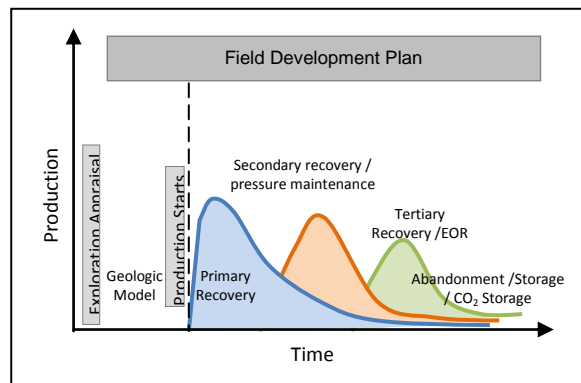 Field Development Plan
Production
Exploration Appraisal
Geologic
Model
Production Starts
Primary
Recovery
Secondary recovery /
pressure maintenance
Tertiary
Recovery /EOR
Abandonment /Storage
/ CO₂ Storage
Time